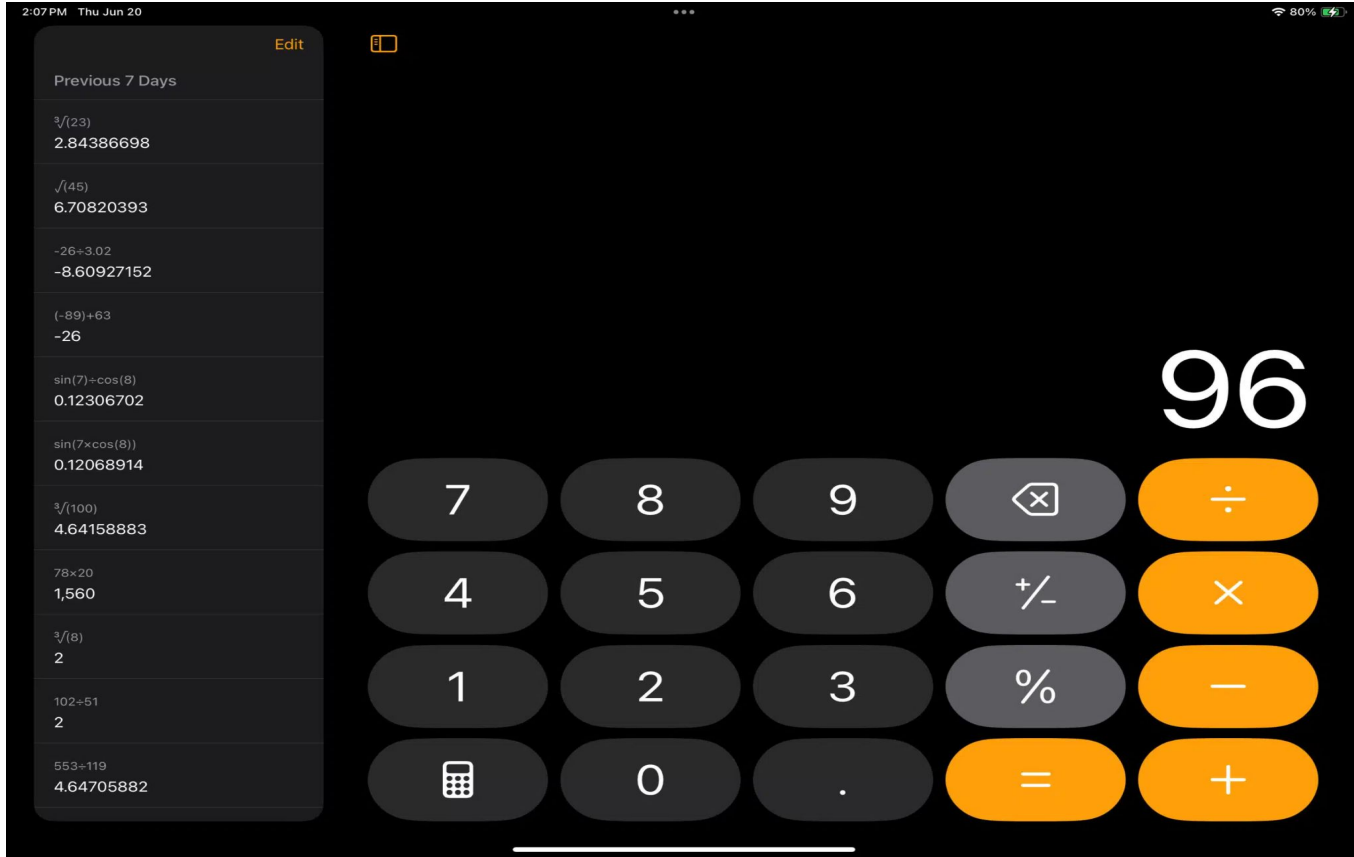 2:07 PM Thu Jun 20
80%
Edit
Previous 7 Days
³√(23)
2.84386698
√(45)
6.70820393
-26÷3.02
-8.60927152
(-89)+63
-26
sin(7)÷cos(8)
0.12306702
sin(7×cos(8))
0.12068914
³√(100)
4.64158883
78×20
1,560
³√(8)
2
102÷51
2
553÷119
4.64705882
96
7 8 9 ÷
4 5 6 +/− ×
1 2 3 % −
0 . = +